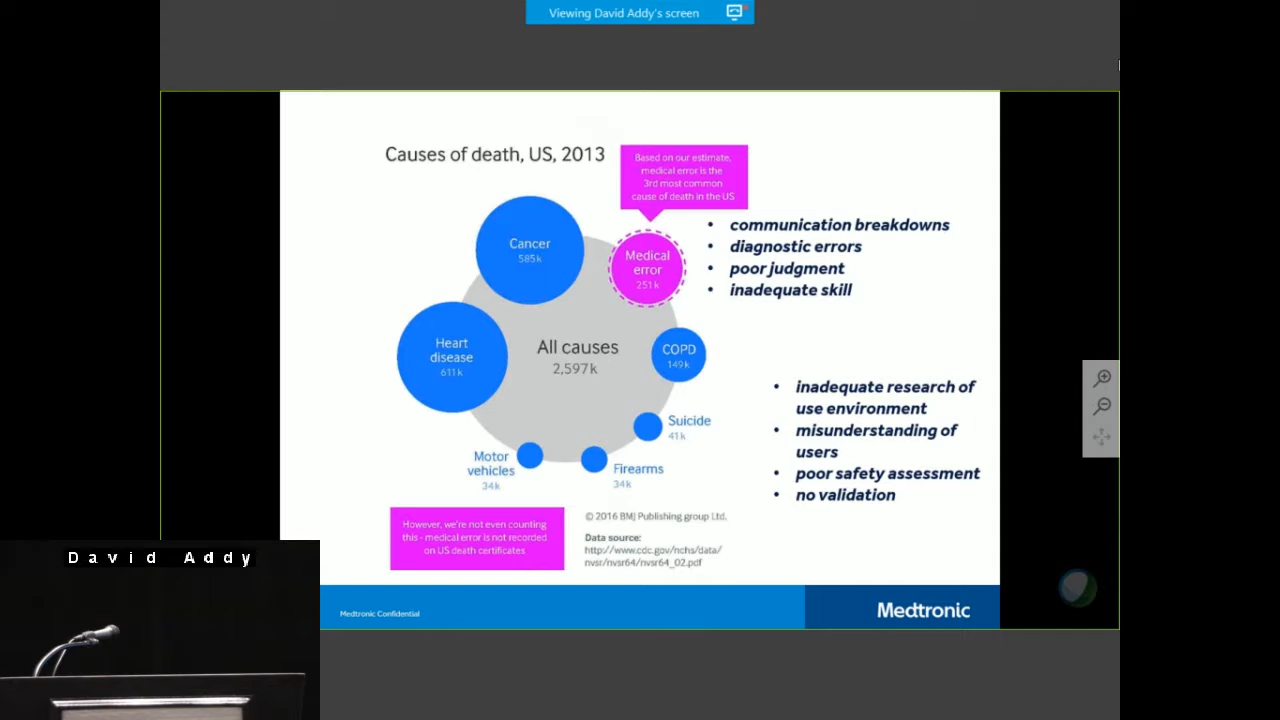 Viewing David Addy's screen
Causes of death, US, 2013
Based on our estimate,
medical error is the
3rd most common
cause of death in the US
Cancer
585k
Medical
error
251k
• communication breakdowns
• diagnostic errors
• poor judgment
• inadequate skill
Heart
disease
611k
All causes
2,597k
COPD
149k
• inadequate research of
use environment
• misunderstanding of
users
• poor safety assessment
• no validation
Suicide
41k
Motor
vehicles
34k
Firearms
34k
However, we're not even counting
this - medical error is not recorded
on US death certificates
© 2016 BMJ Publishing group Ltd.
Data source:
http://www.cdc.gov/nchs/data/
nvsr/nvsr64/nvsr64_02.pdf
David Addy
Medtronic Confidential
Medtronic